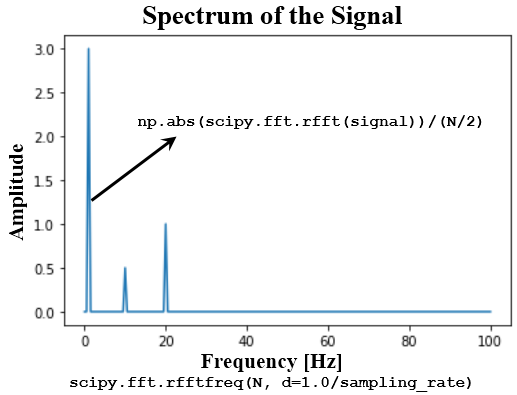 Spectrum of the Signal
3.0
2.5
np.abs(scipy.fft.rfft(signal))/(N/2)
2.0
1.5
1.0
0.5
0.0
Amplitude
0 20 40 60 80 100
Frequency [Hz]
scipy.fft.rfftfreq(N, d=1.0/sampling_rate)